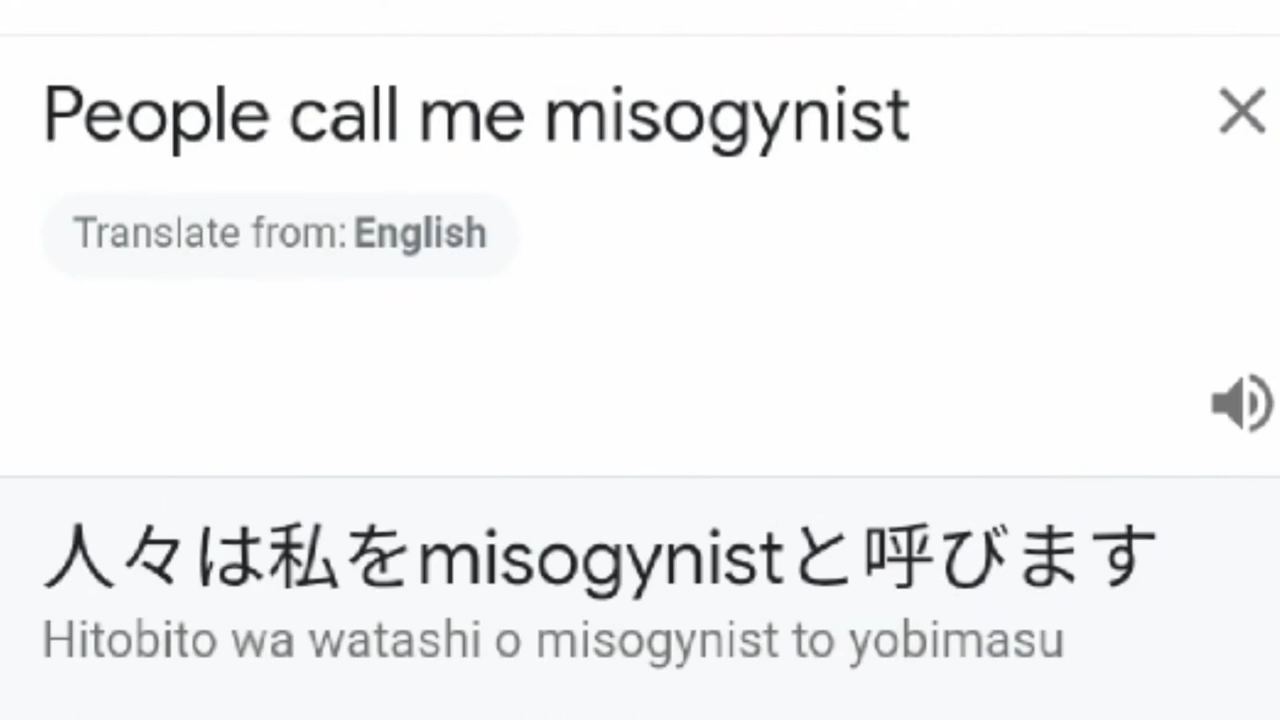 People call me misogynist
Translate from: English
人々は私をmisogynistと呼びます
Hitobito wa watashi o misogynist to yobimasu